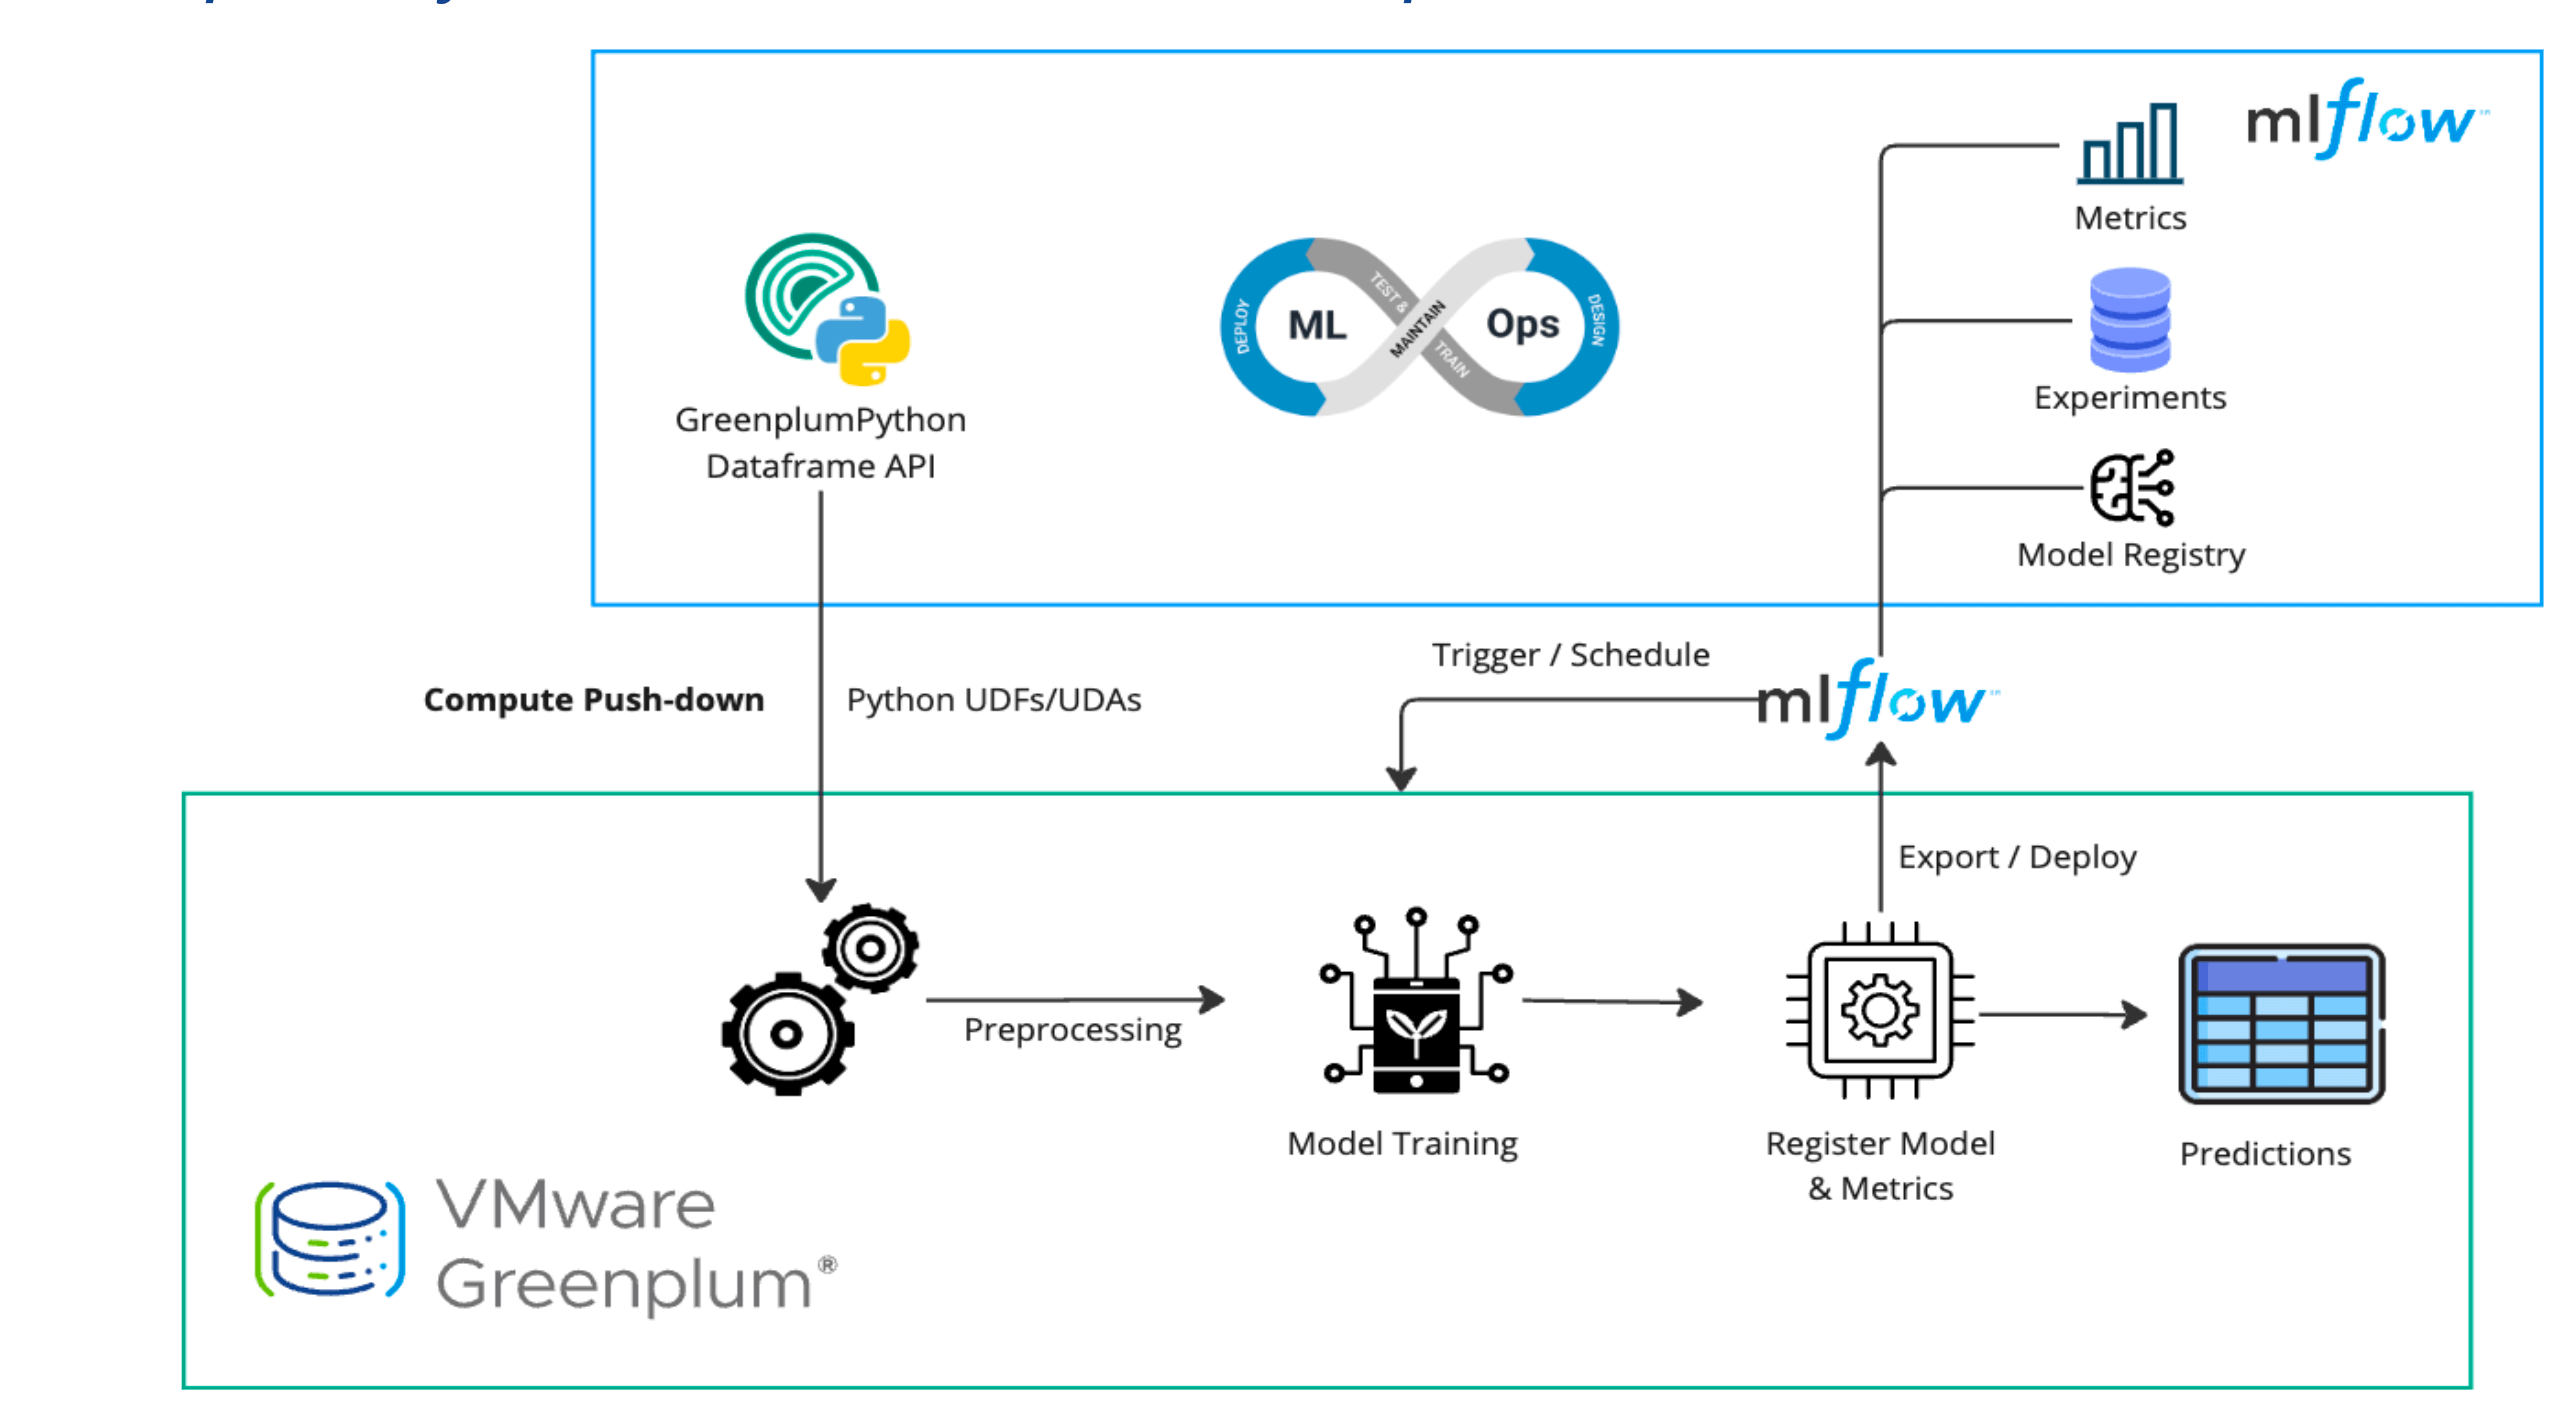 mlflow
Metrics
DEPLOY
TEST &
TRAIN
MAINTAIN
DESIGN
ML
Ops
Experiments
GreenplumPython
Dataframe API
Model Registry
Trigger / Schedule
Compute Push-down
Python UDFs/UDAs
mlflow
Export / Deploy
Preprocessing
Model Training
Register Model
& Metrics
Predictions
VMware
Greenplum®